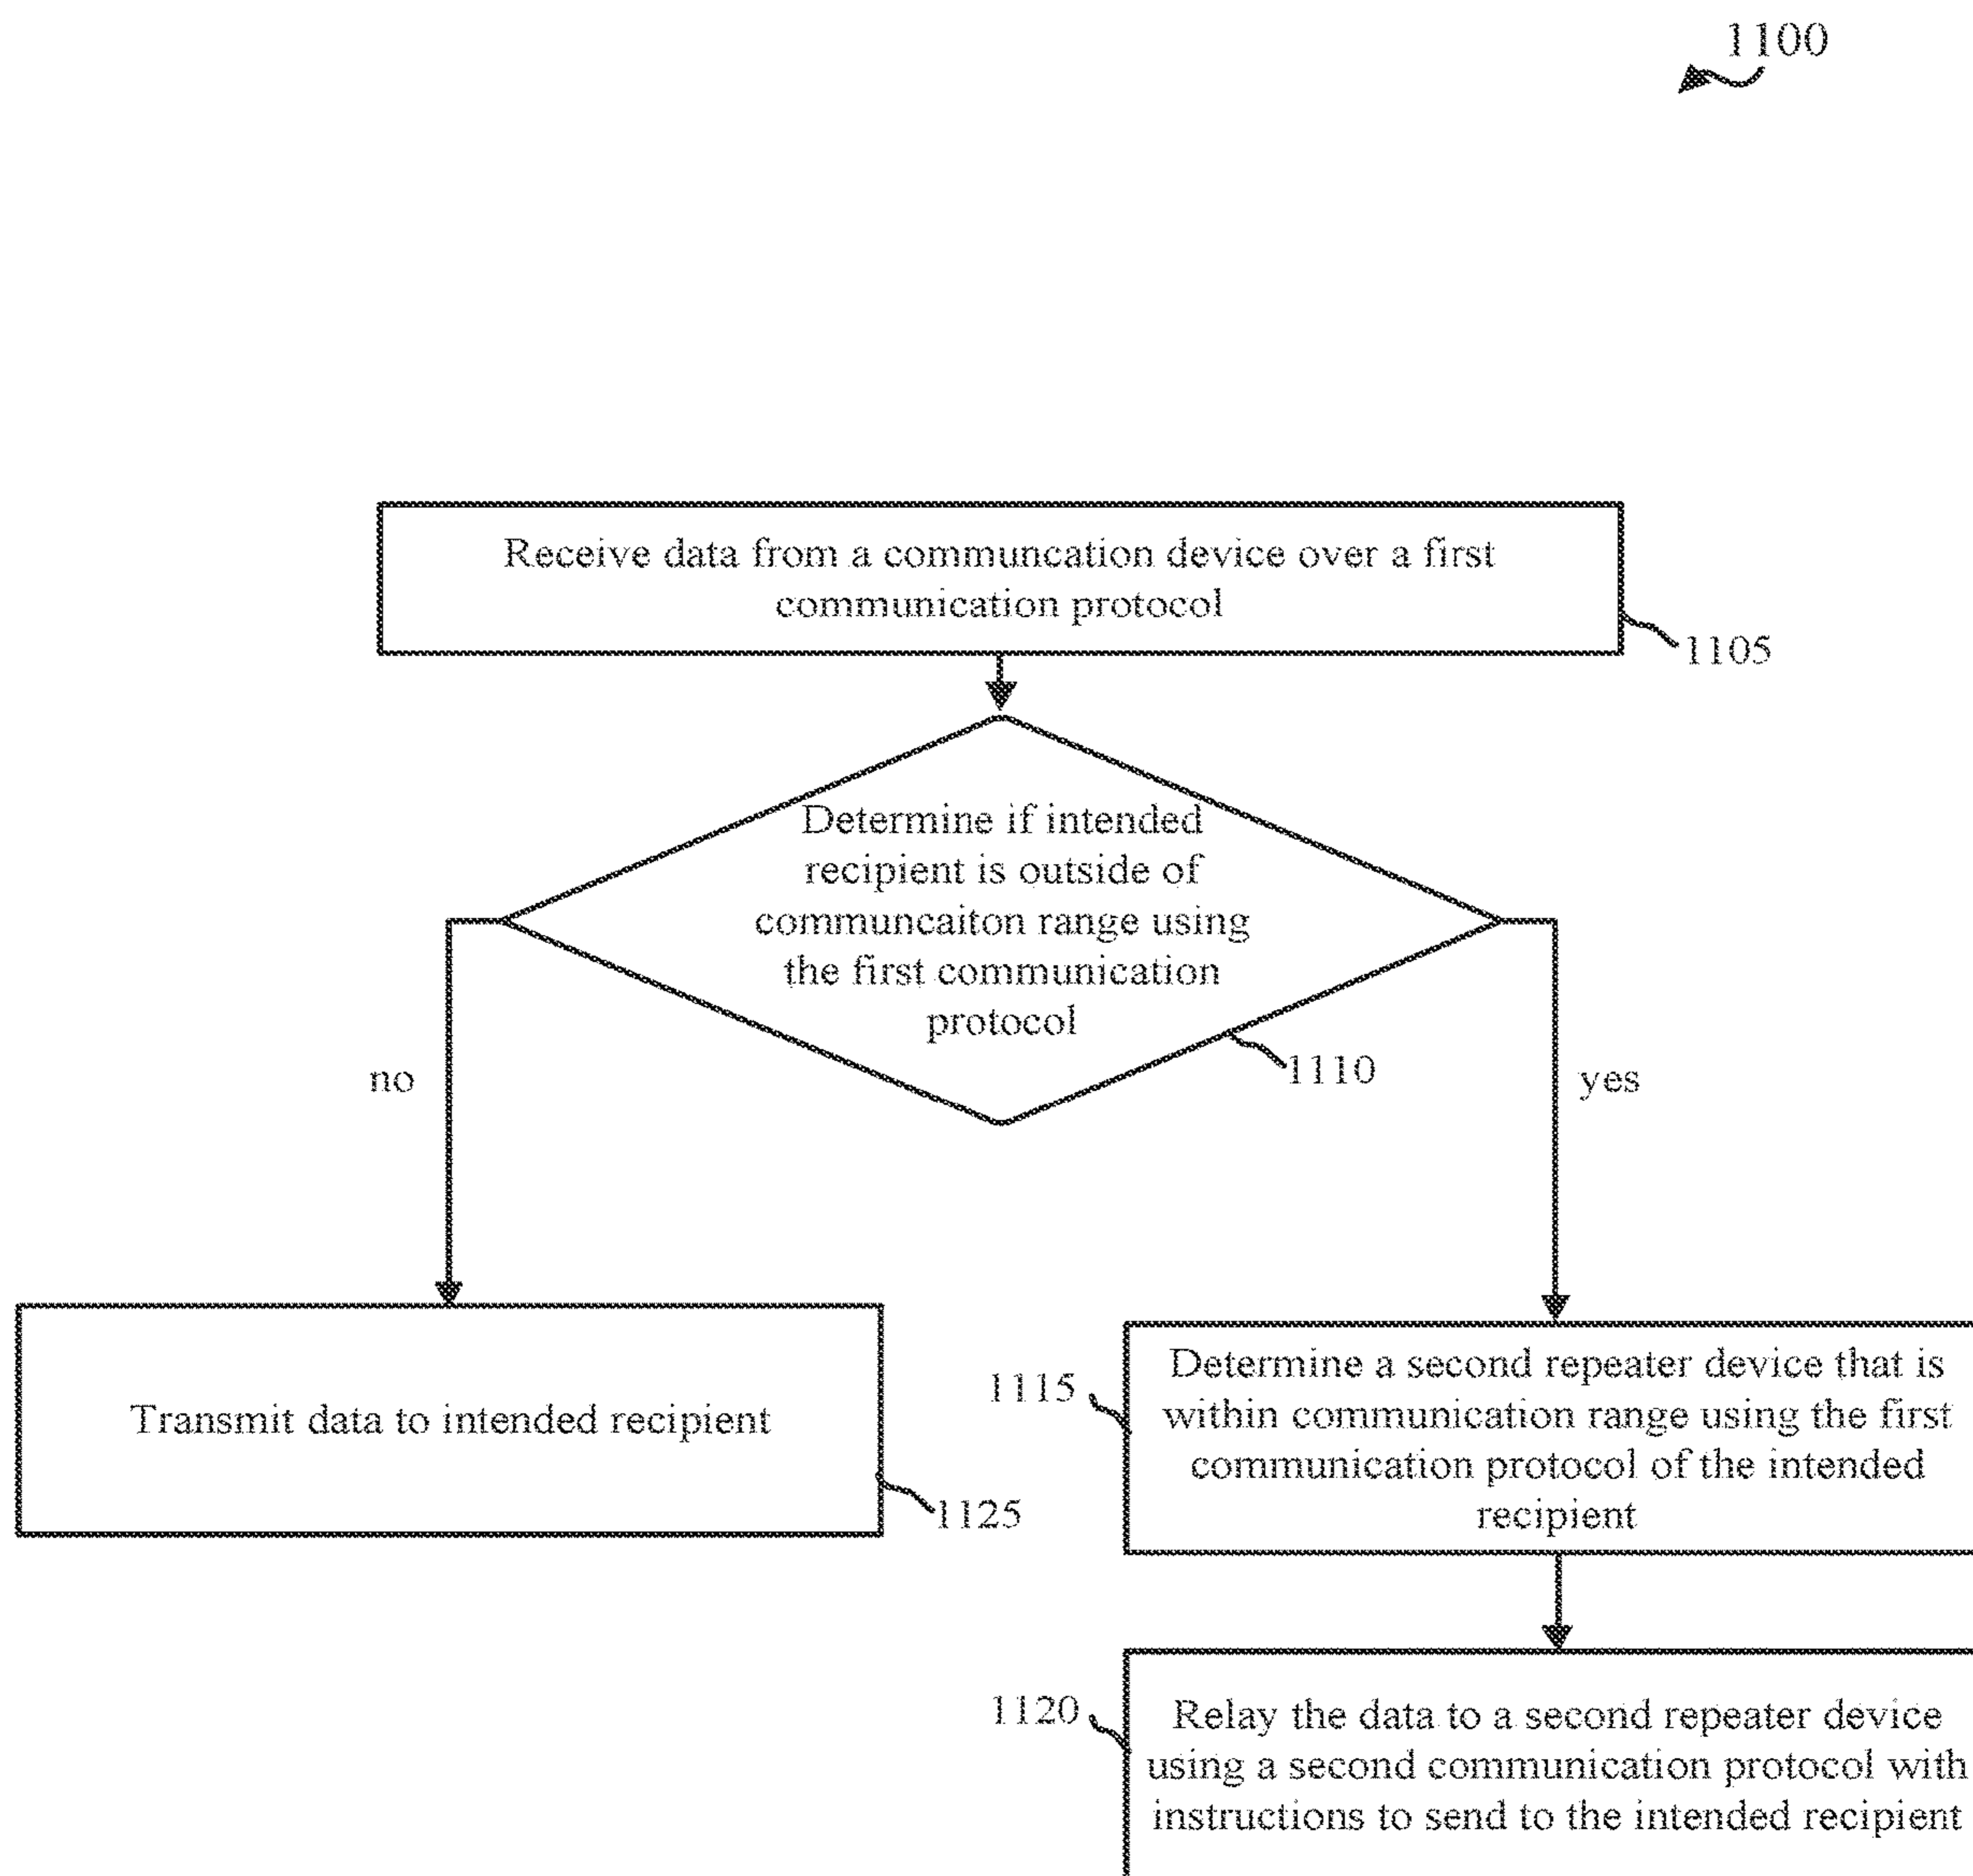 1100
Receive data from a communcation device over a first
communication protocol
1105
Determine if intended
recipient is outside of
communcaiton range using
the first communication
protocol
1110
no
yes
Transmit data to intended recipient
1125
1115
Determine a second repeater device that is
within communication range using the first
communication protocol of the intended
recipient
1120
Relay the data to a second repeater device
using a second communication protocol with
instructions to send to the intended recipient